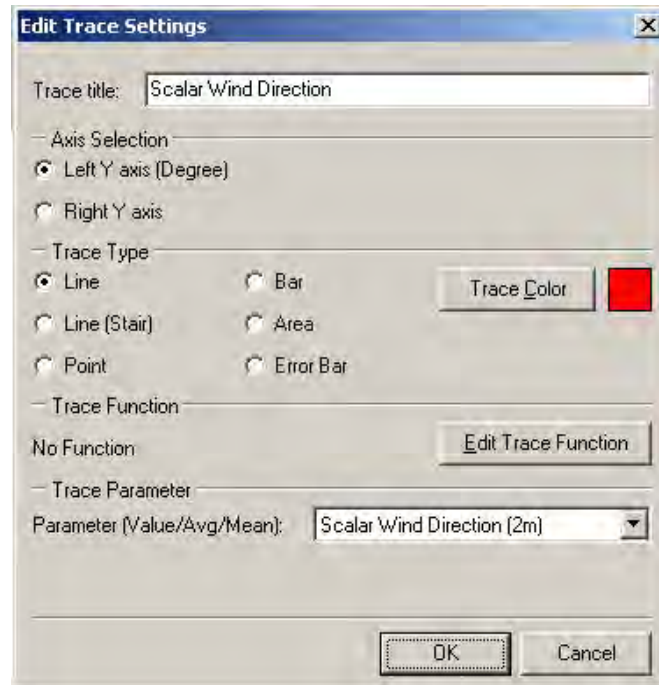 Edit Trace Settings
Trace title: Scalar Wind Direction
Axis Selection
Left Y axis (Degree)
Right Y axis
Trace Type
Line Bar Trace Color
Line (Stair) Area
Point Error Bar
Trace Function
No Function Edit Trace Function
Trace Parameter
Parameter (Value/Avg/Mean): Scalar Wind Direction (2m)
OK Cancel